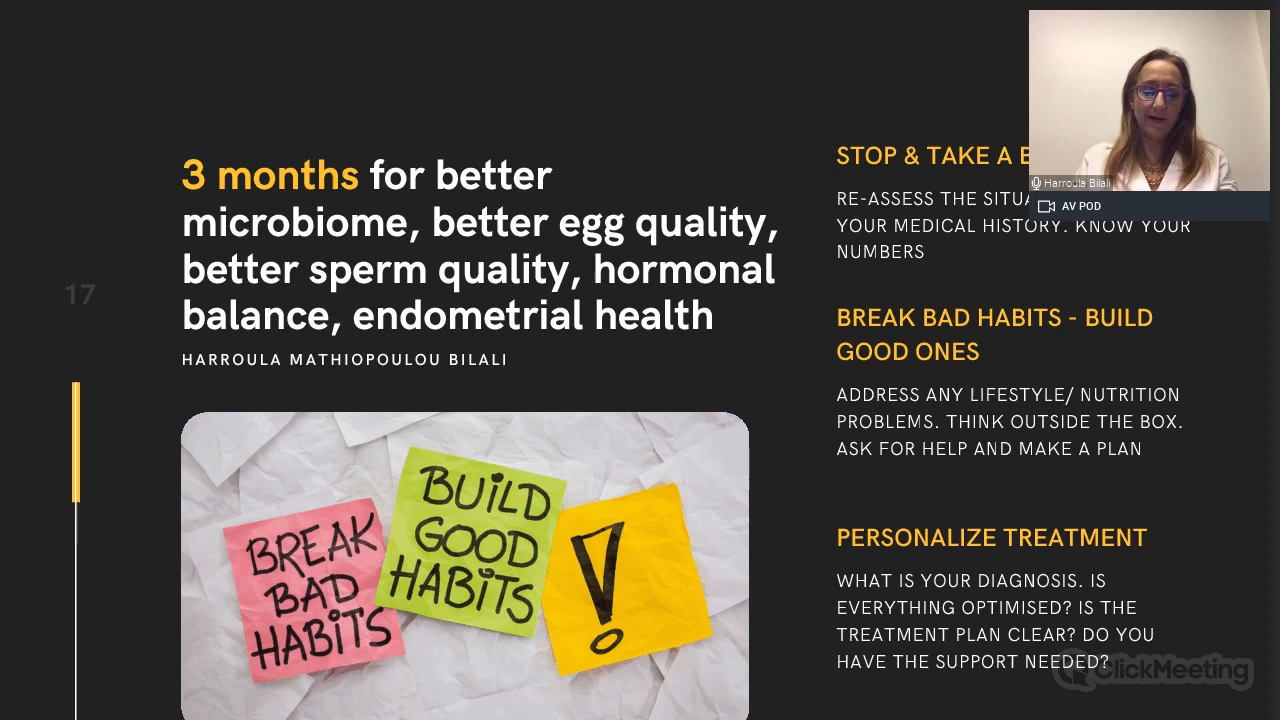 3 months for better
microbiome, better egg quality,
better sperm quality, hormonal
balance, endometrial health
HARROULA MATHIOPOULOU BILALI
17
BREAK
BAD
HABITS
BUILD
GOOD
HABITS
!
STOP & TAKE A
RE-ASSESS THE
YOUR MEDICAL HISTORY. KNOW YOUR
NUMBERS
BREAK BAD HABITS - BUILD
GOOD ONES
ADDRESS ANY LIFESTYLE/ NUTRITION
PROBLEMS. THINK OUTSIDE THE BOX.
ASK FOR HELP AND MAKE A PLAN
PERSONALIZE TREATMENT
WHAT IS YOUR DIAGNOSIS. IS
EVERYTHING OPTIMISED? IS THE
TREATMENT PLAN CLEAR? DO YOU
HAVE THE SUPPORT NEEDED?
Harroula Bilali
AV POD
ClickMeeting